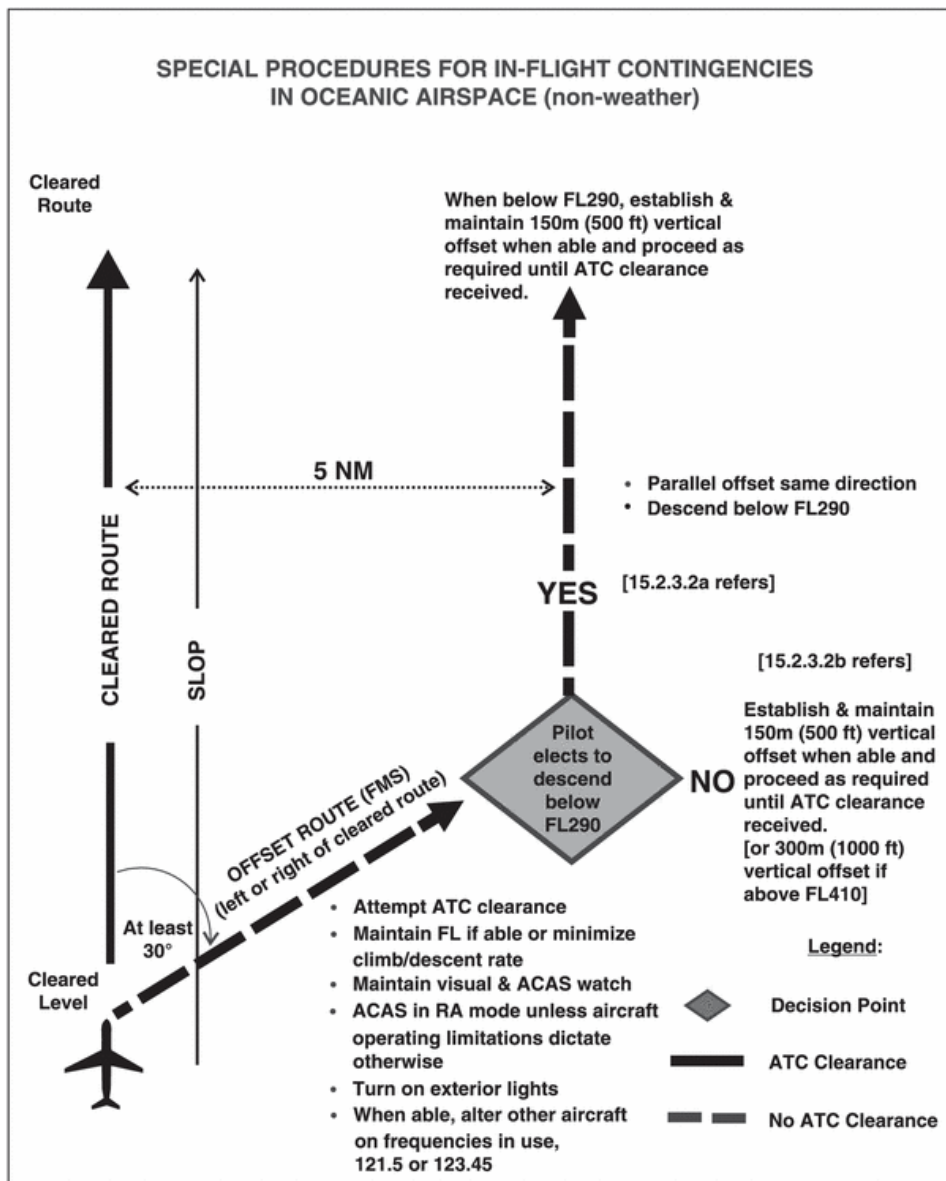 SPECIAL PROCEDURES FOR IN-FLIGHT CONTINGENCIES
IN OCEANIC AIRSPACE (non-weather)
Cleared
Route
When below FL290, establish &
maintain 150m (500 ft) vertical
offset when able and proceed as
required until ATC clearance
received.
5 NM
• Parallel offset same direction
• Descend below FL290
CLEARED ROUTE
SLOP
YES
[15.2.3.2a refers]
[15.2.3.2b refers]
Pilot
elects to
descend
below
FL290
NO
Establish & maintain
150m (500 ft) vertical
offset when able and
proceed as required
until ATC clearance
received.
[or 300m (1000 ft)
vertical offset if
above FL410]
OFFSET ROUTE (FMS)
(left or right of cleared route)
At least
30°
Cleared
Level
• Attempt ATC clearance
• Maintain FL if able or minimize
climb/descent rate
• Maintain visual & ACAS watch
• ACAS in RA mode unless aircraft
operating limitations dictate
otherwise
• Turn on exterior lights
• When able, alter other aircraft
on frequencies in use,
121.5 or 123.45
Legend:
Decision Point
ATC Clearance
No ATC Clearance